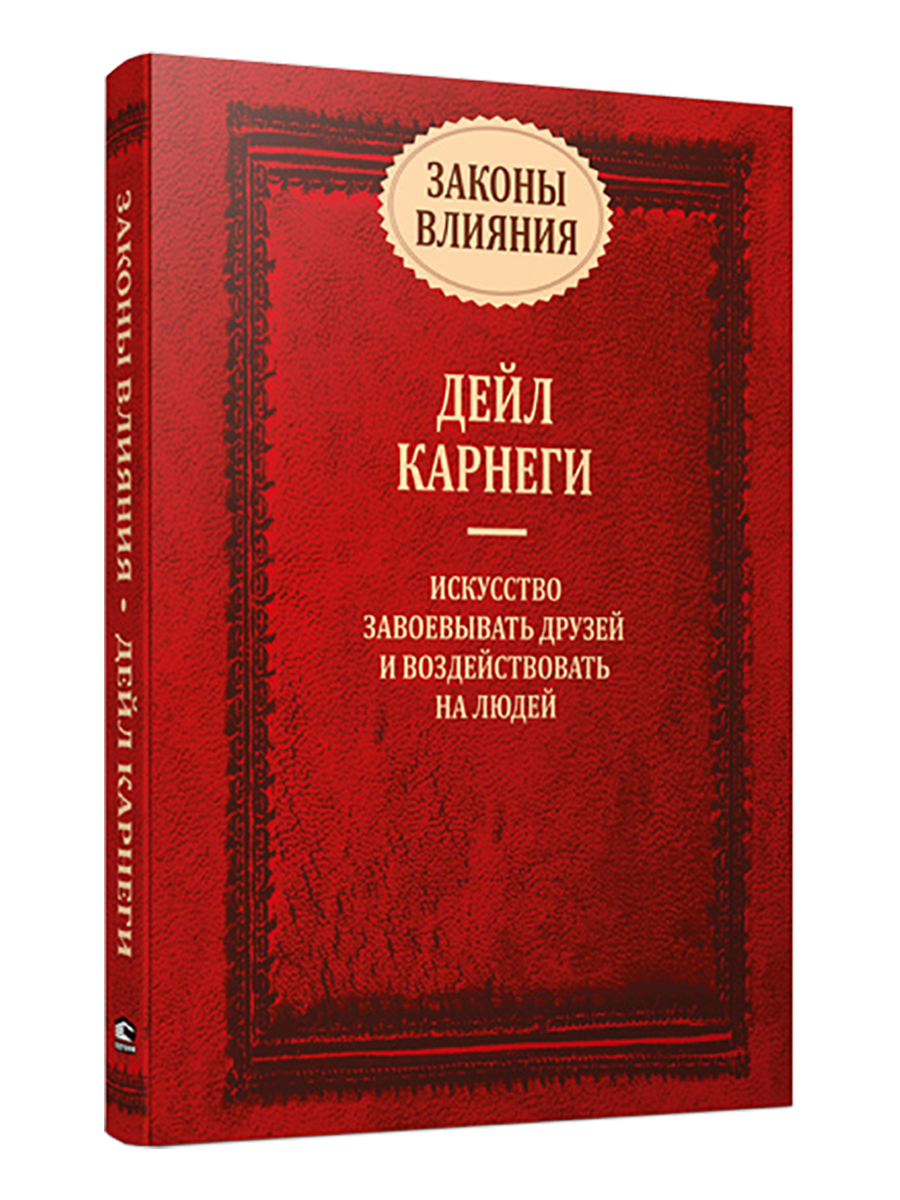 ЗАКОНЫ
ВЛИЯНИЯ
ДЕЙЛ
КАРНЕГИ
ИСКУССТВО
ЗАВОЕВЫВАТЬ ДРУЗЕЙ
И ВОЗДЕЙСТВОВАТЬ
НА ЛЮДЕЙ
ЗАКОНЫ ВЛИЯНИЯ • ДЕЙЛ КАРНЕГИ